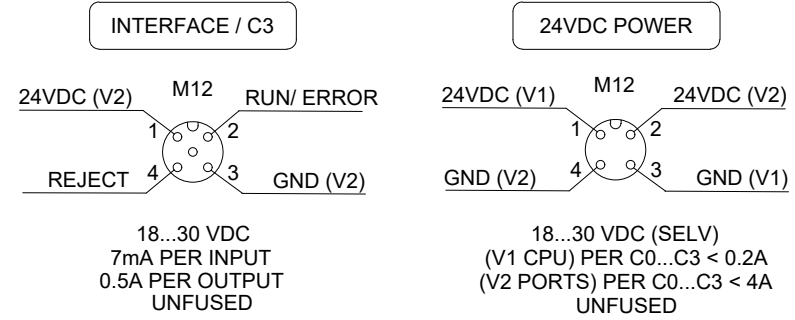 INTERFACE / C3
24VDC (V2) M12 RUN/ ERROR
1 2
REJECT 4 3 GND (V2)
18...30 VDC
7mA PER INPUT
0.5A PER OUTPUT
UNFUSED
24VDC POWER
24VDC (V1) M12 24VDC (V2)
1 2
GND (V2) 4 3 GND (V1)
18...30 VDC (SELV)
(V1 CPU) PER C0...C3 < 0.2A
(V2 PORTS) PER C0...C3 < 4A
UNFUSED